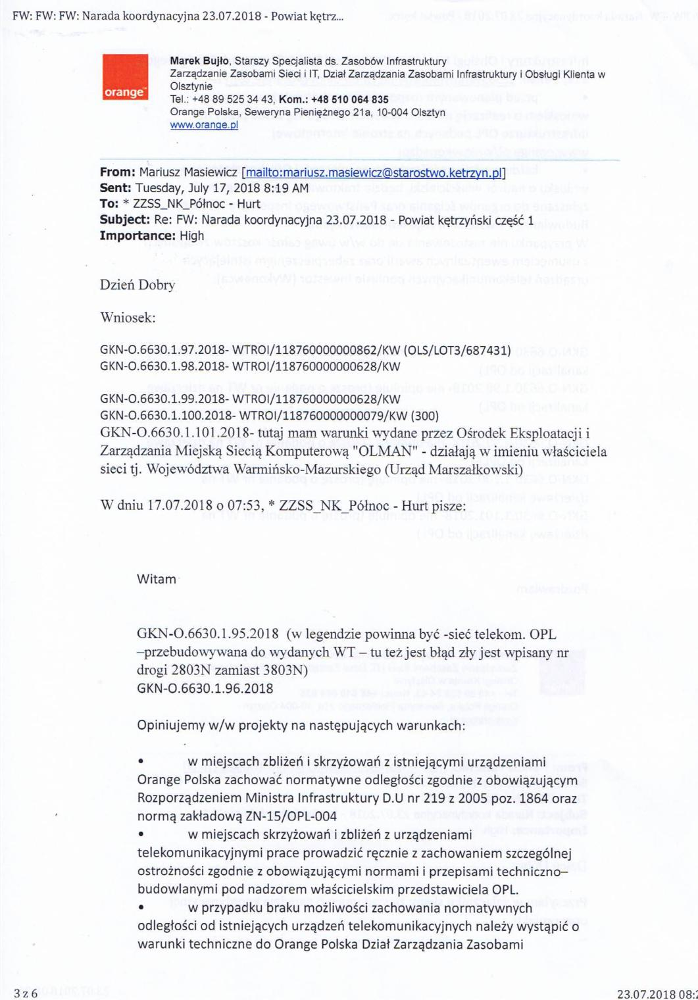 FW: FW: FW: Narada koordynacyjna 23.07.2018 - Powiat kętrz...
orange™
Marek Bujło, Starszy Specjalista ds. Zasobów Infrastruktury
Zarządzanie Zasobami Sieci i IT, Dział Zarządzania Zasobami Infrastruktury i Obsługi Klienta w
Olsztynie
Tel.: +48 89 525 34 43, Kom.: +48 510 064 835
Orange Polska, Seweryna Pieniężnego 21a, 10-004 Olsztyn
www.orange.pl
From: Mariusz Masiewicz [mailto:mariusz.masiewicz@starostwo.ketrzyn.pl]
Sent: Tuesday, July 17, 2018 8:19 AM
To: * ZZSS_NK_Północ - Hurt
Subject: Re: FW: Narada koordynacyjna 23.07.2018 - Powiat kętrzyński część 1
Importance: High
Dzień Dobry
Wniosek:
GKN-O.6630.1.97.2018- WTROI/118760000000862/KW (OLS/LOT3/687431)
GKN-O.6630.1.98.2018- WTROI/118760000000628/KW
GKN-O.6630.1.99.2018- WTROI/118760000000628/KW
GKN-O.6630.1.100.2018- WTROI/118760000000079/KW (300)
GKN-O.6630.1.101.2018- tutaj mam warunki wydane przez Ośrodek Eksploatacji i
Zarządzania Miejską Siecią Komputerową "OLMAN" - działają w imieniu właściciela
sieci tj. Województwa Warmińsko-Mazurskiego (Urząd Marszałkowski)
W dniu 17.07.2018 o 07:53, * ZZSS_NK_Północ - Hurt pisze:
Witam
GKN-O.6630.1.95.2018 (w legendzie powinna być -sieć telekom. OPL
–przebudowywana do wydanych WT – tu też jest błąd zły jest wpisany nr
drogi 2803N zamiast 3803N)
GKN-O.6630.1.96.2018
Opiniujemy w/w projekty na następujących warunkach:
• w miejscach zbliżeń i skrzyżowań z istniejącymi urządzeniami
Orange Polska zachować normatywne odległości zgodnie z obowiązującym
Rozporządzeniem Ministra Infrastruktury D.U nr 219 z 2005 poz. 1864 oraz
normą zakładową ZN-15/OPL-004
• w miejscach skrzyżowań i zbliżeń z urządzeniami
telekomunikacyjnymi prace prowadzić ręcznie z zachowaniem szczególnej
ostrożności zgodnie z obowiązującymi normami i przepisami techniczno–
budowlanymi pod nadzorem właścicielskim przedstawiciela OPL.
• w przypadku braku możliwości zachowania normatywnych
odległości od istniejących urządzeń telekomunikacyjnych należy wystąpić o
warunki techniczne do Orange Polska Dział Zarządzania Zasobami
3 z 6
23.07.2018 08:2